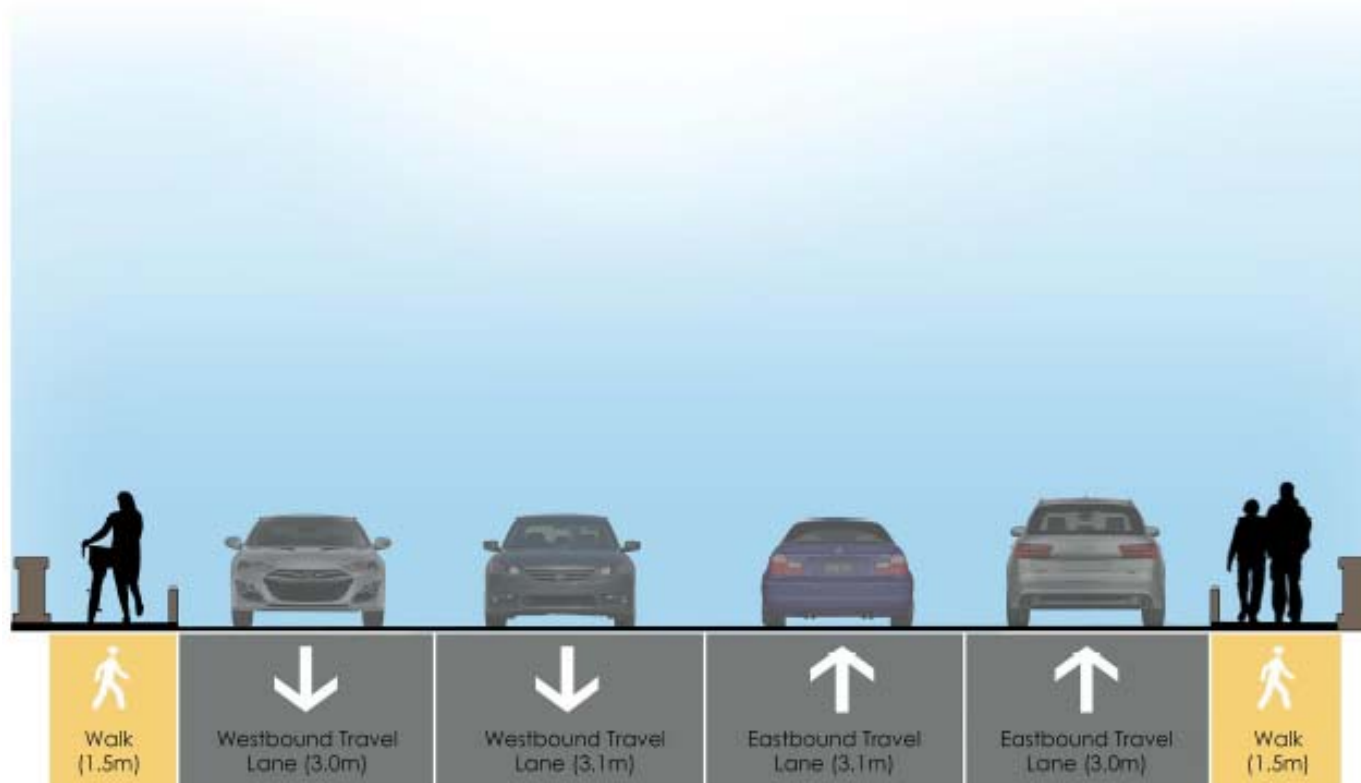 Walk
(1.5m)
Westbound Travel
Lane (3.0m)
Westbound Travel
Lane (3.1m)
Eastbound Travel
Lane (3.1m)
Eastbound Travel
Lane (3.0m)
Walk
(1.5m)